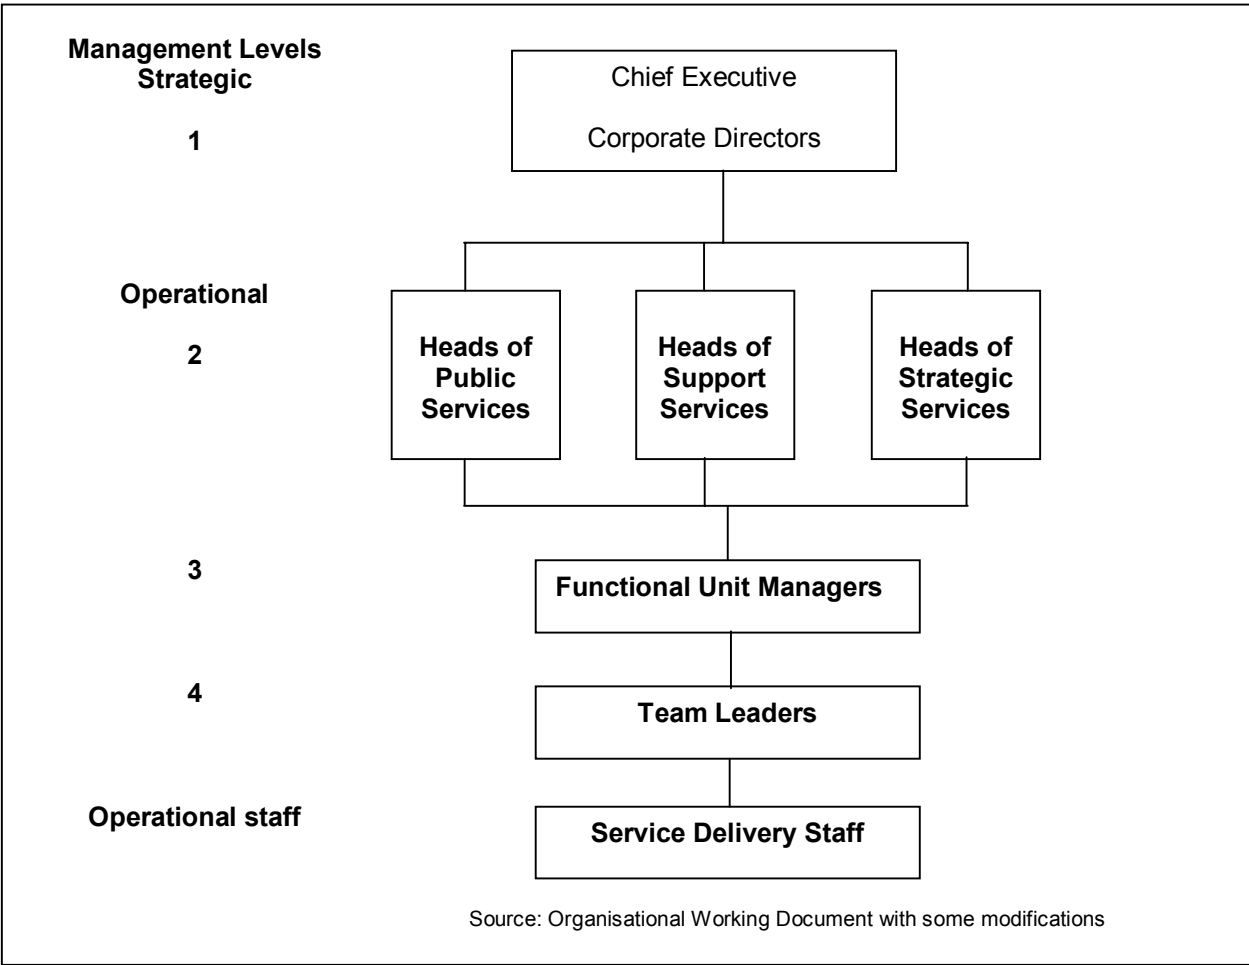 Management Levels
Strategic
1
Chief Executive
Corporate Directors
Operational
2
Heads of
Public
Services
Heads of
Support
Services
Heads of
Strategic
Services
3
Functional Unit Managers
4
Team Leaders
Operational staff
Service Delivery Staff
Source: Organisational Working Document with some modifications